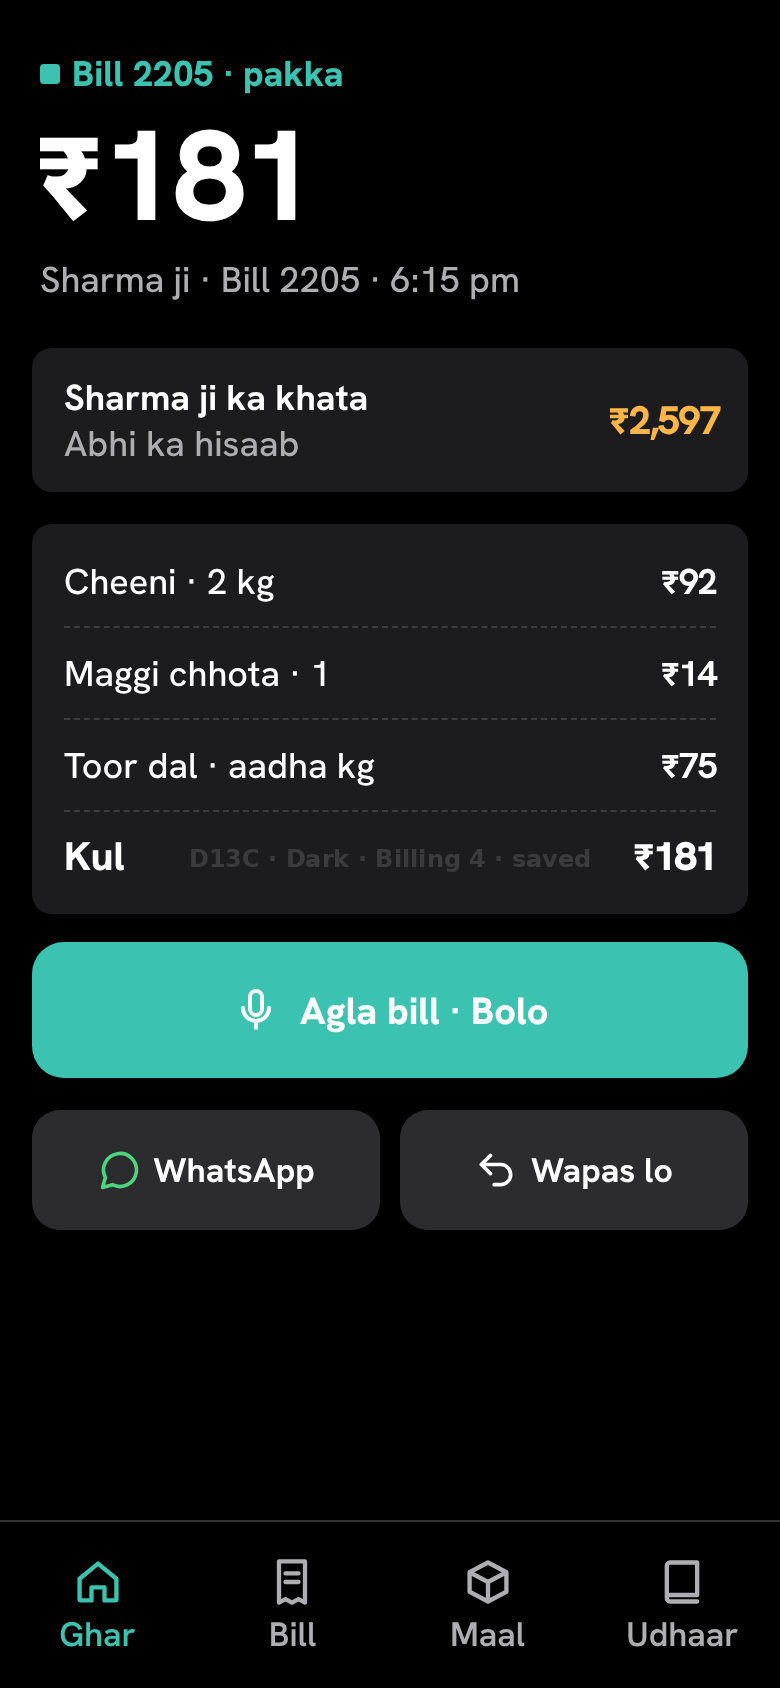 Bill 2205 · pakka
₹181
Sharma ji · Bill 2205 · 6:15 pm
Sharma ji ka khata
₹2,597
Abhi ka hisaab
Cheeni · 2 kg ₹92
Maggi chhota · 1 ₹14
Toor dal · aadha kg ₹75
Kul D13C · Dark · Billing 4 · saved ₹181
Agla bill · Bolo
WhatsApp Wapas lo
Ghar Bill Maal Udhaar